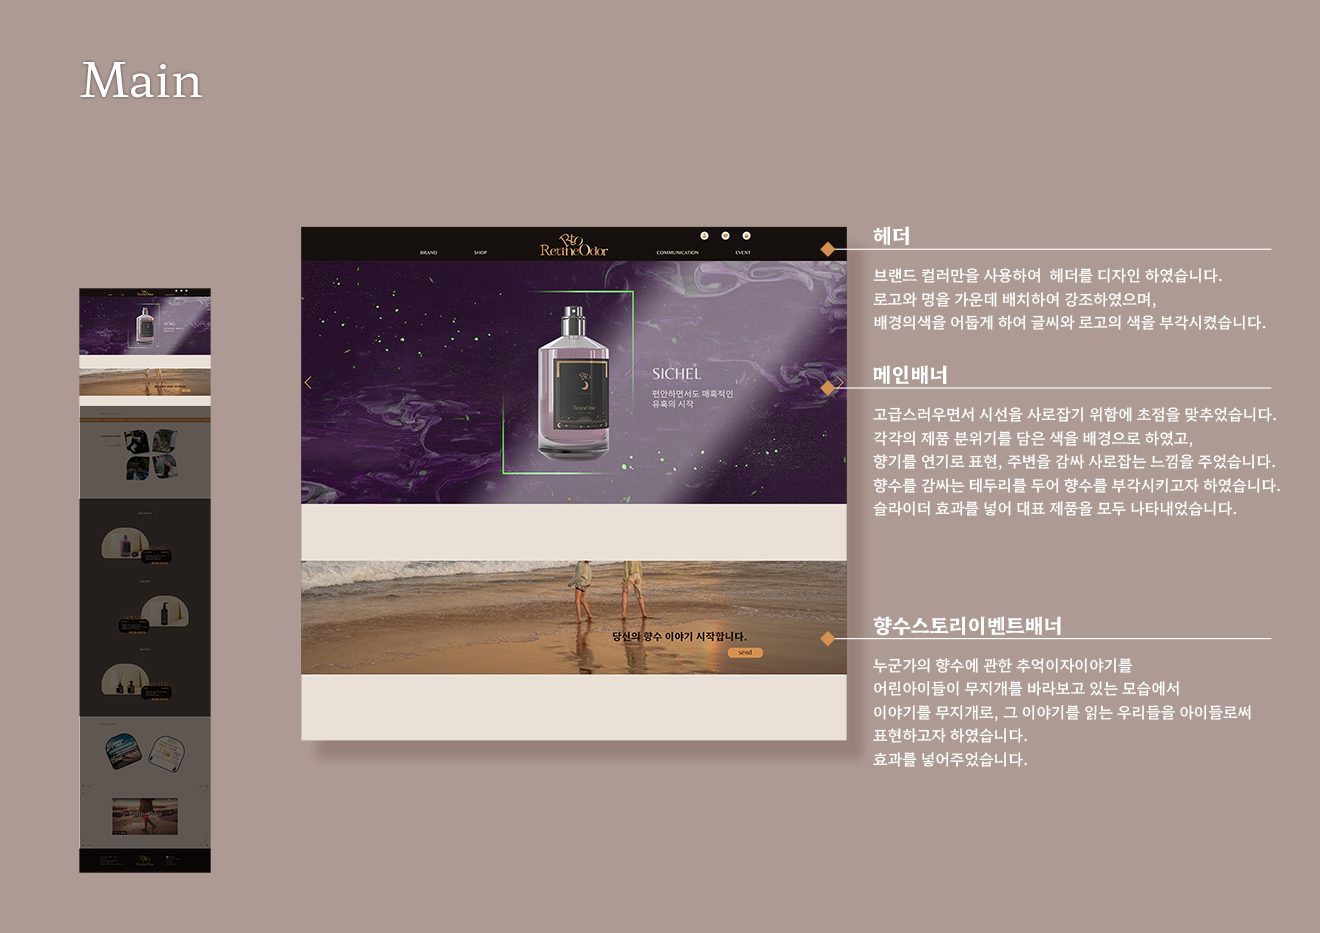 Main
RetineOdor
BRAND
SHOP
COMMUNICATION
EVENT
SICHEL
편안하면서도 매혹적인
유혹의 시작
당신의 향수 이야기 시작합니다.
send
헤더
브랜드 컬러만을 사용하여 헤더를 디자인 하였습니다.
로고와 명을 가운데 배치하여 강조하였으며,
배경의색을 어둡게 하여 글씨와 로고의 색을 부각시켰습니다.
메인배너
고급스러우면서 시선을 사로잡기 위함에 초점을 맞추었습니다.
각각의 제품 분위기를 담은 색을 배경으로 하였고,
향기를 연기로 표현, 주변을 감싸 사로잡는 느낌을 주었습니다.
향수를 감싸는 테두리를 두어 향수를 부각시키고자 하였습니다.
슬라이더 효과를 넣어 대표 제품을 모두 나타내었습니다.
향수스토리이벤트배너
누군가의 향수에 관한 추억이자이야기를
어린아이들이 무지개를 바라보고 있는 모습에서
이야기를 무지개로, 그 이야기를 읽는 우리들을 아이들로써
표현하고자 하였습니다.
효과를 넣어주었습니다.